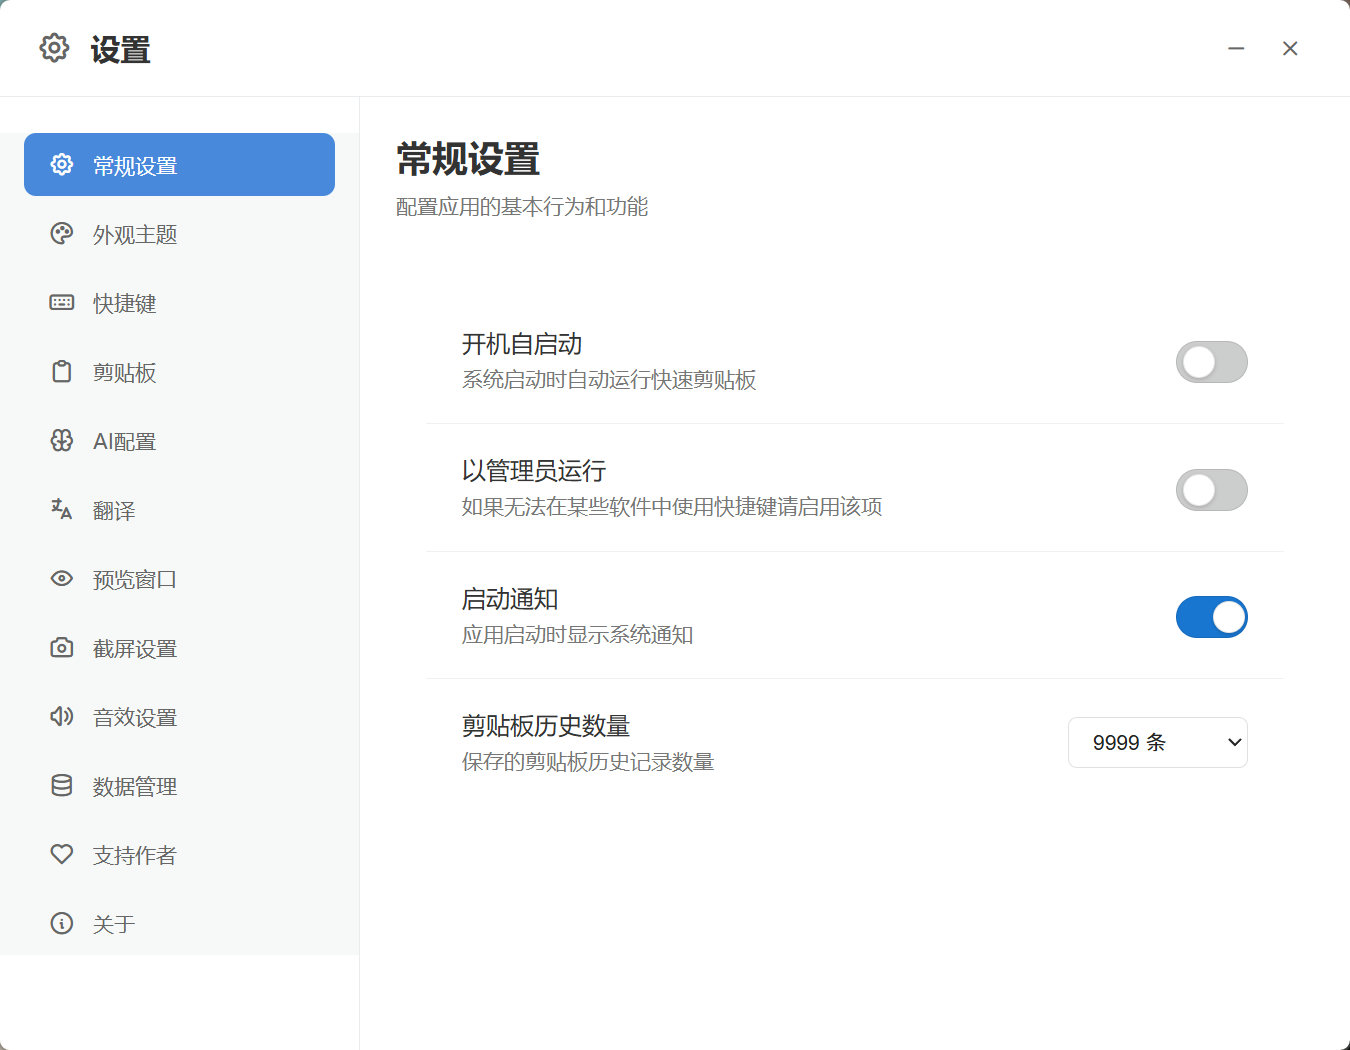 设置
常规设置
外观主题
快捷键
剪贴板
AI配置
翻译
预览窗口
截屏设置
音效设置
数据管理
支持作者
关于
常规设置
配置应用的基本行为和功能
开机自启动
系统启动时自动运行快速剪贴板
以管理员运行
如果无法在某些软件中使用快捷键请启用该项
启动通知
应用启动时显示系统通知
剪贴板历史数量
保存的剪贴板历史记录数量
9999 条